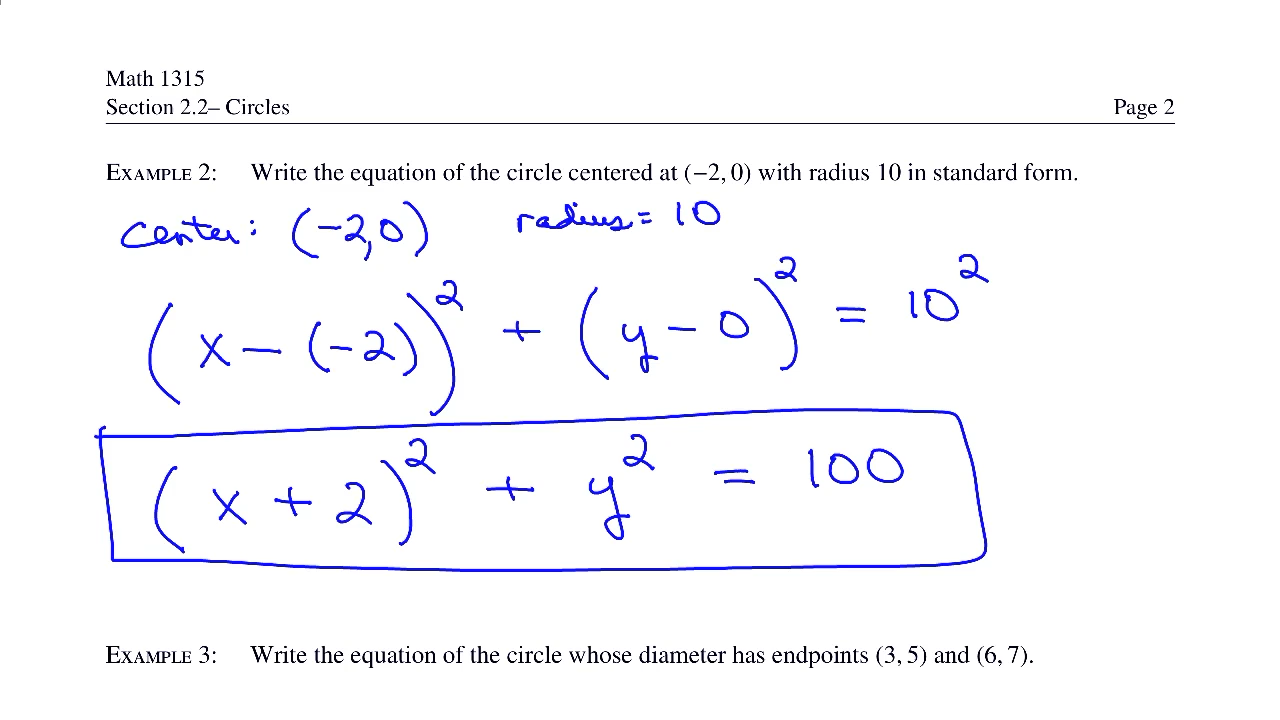 Math 1315
Section 2.2– Circles Page 2
EXAMPLE 2: Write the equation of the circle centered at (−2, 0) with radius 10 in standard form.
center: (-2,0) radius = 10
(x - (-2))² + (y - 0)² = 10²
(x + 2)² + y² = 100
EXAMPLE 3: Write the equation of the circle whose diameter has endpoints (3, 5) and (6, 7).